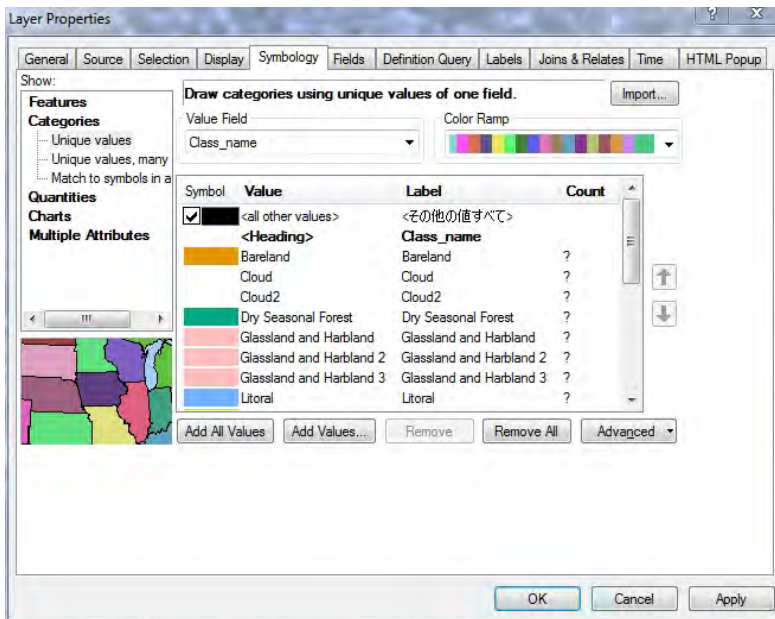 Layer Properties
General Source Selection Display Symbology Fields Definition Query Labels Joins & Relates Time HTML Popup
Show:
Features
Categories
Unique values
Unique values, many
Match to symbols in a
Quantities
Charts
Multiple Attributes
Draw categories using unique values of one field.
Import...
Value Field
Class_name
Color Ramp
Symbol Value Label Count
<all other values> <その他の値すべて>
<Heading> Class_name
Bareland Bareland ?
Cloud Cloud ?
Cloud2 Cloud2 ?
Dry Seasonal Forest Dry Seasonal Forest ?
Glassland and Harbland Glassland and Harbland ?
Glassland and Harbland 2 Glassland and Harbland 2 ?
Glassland and Harbland 3 Glassland and Harbland 3 ?
Litoral Litoral ?
Add All Values Add Values... Remove Remove All Advanced
OK Cancel Apply